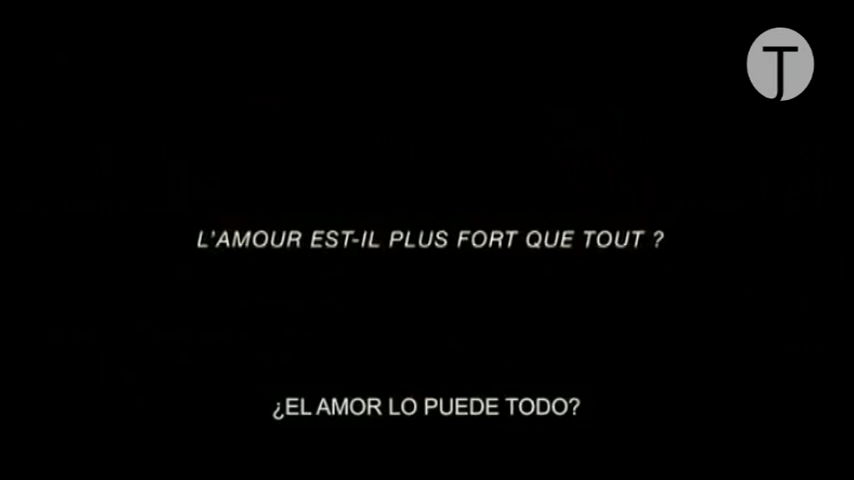 T
L'AMOUR EST-IL PLUS FORT QUE TOUT ?
¿EL AMOR LO PUEDE TODO?